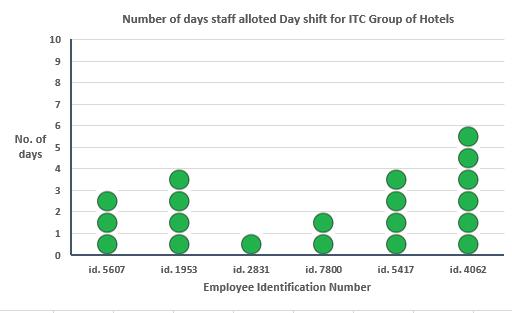 Number of days staff alloted Day shift for ITC Group of Hotels
10
9
8
7
6
No. of days
5
4
3
2
1
0
id. 5607 id. 1953 id. 2831 id. 7800 id. 5417 id. 4062
Employee Identification Number